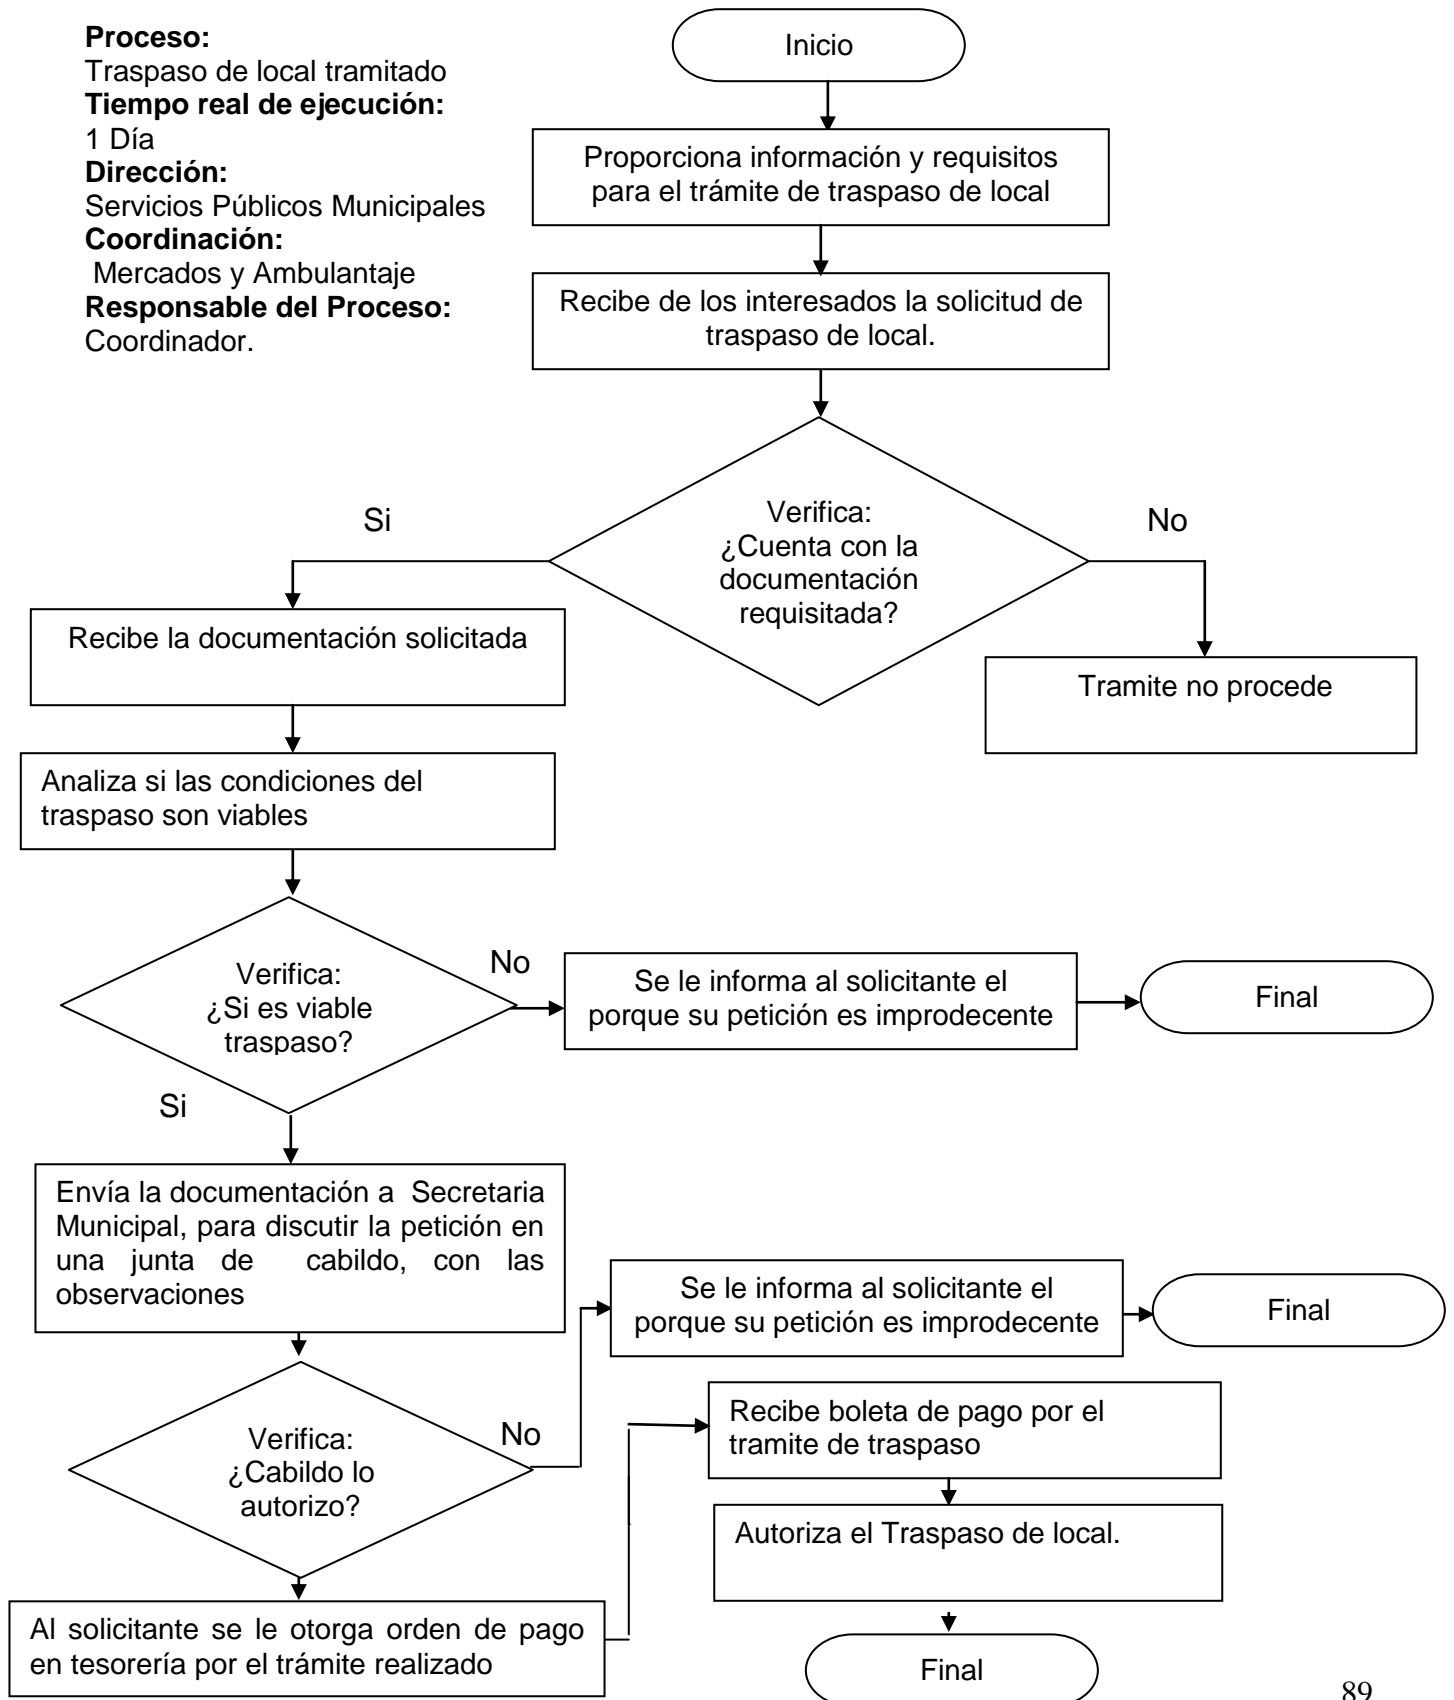 Proceso:
Traspaso de local tramitado
Tiempo real de ejecución:
1 Día
Dirección:
Servicios Públicos Municipales
Coordinación:
Mercados y Ambulantaje
Responsable del Proceso:
Coordinador.
Inicio
Proporciona información y requisitos
para el trámite de traspaso de local
Recibe de los interesados la solicitud de
traspaso de local.
Verifica:
¿Cuenta con la
documentación
requisitada?
Si
No
Recibe la documentación solicitada
Tramite no procede
Analiza si las condiciones del
traspaso son viables
Verifica:
¿Si es viable
traspaso?
No
Se le informa al solicitante el
porque su petición es improdecente
Final
Si
Envía la documentación a Secretaria
Municipal, para discutir la petición en
una junta de cabildo, con las
observaciones
Se le informa al solicitante el
porque su petición es improdecente
Final
Verifica:
¿Cabildo lo
autorizo?
No
Recibe boleta de pago por el
tramite de traspaso
Autoriza el Traspaso de local.
Al solicitante se le otorga orden de pago
en tesorería por el trámite realizado
Final
89